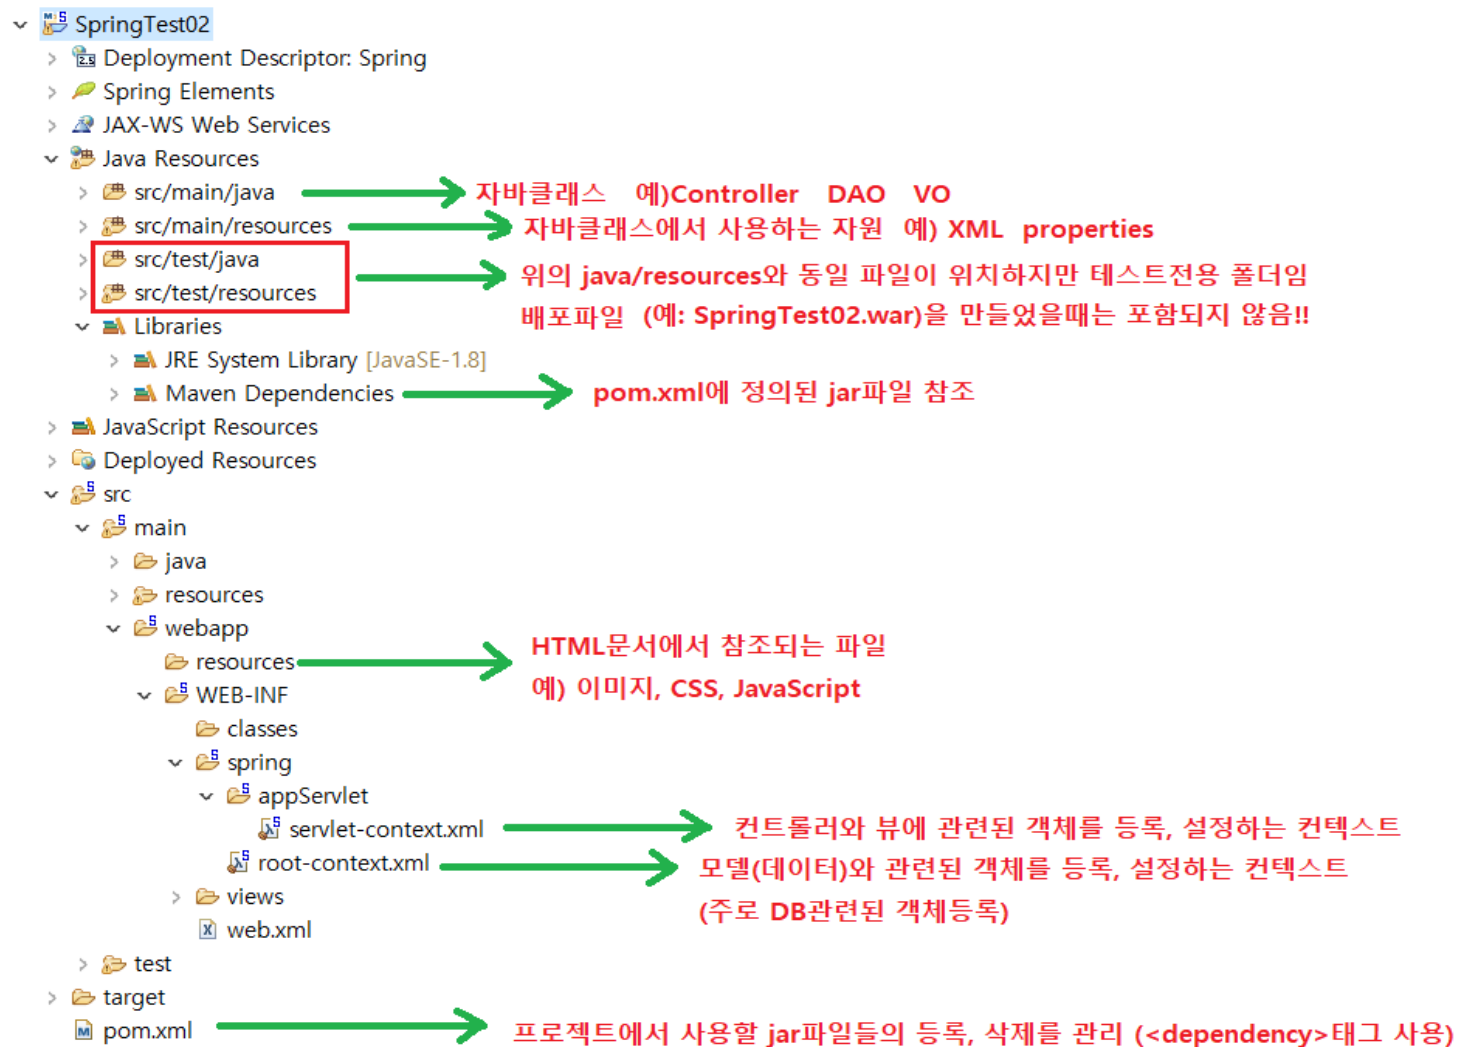 SpringTest02
Deployment Descriptor: Spring
Spring Elements
JAX-WS Web Services
Java Resources
src/main/java 자바클래스 예)Controller DAO VO
src/main/resources 자바클래스에서 사용하는 자원 예) XML properties
src/test/java 위의 java/resources와 동일 파일이 위치하지만 테스트전용 폴더임
src/test/resources 배포파일 (예: SpringTest02.war)을 만들었을때는 포함되지 않음!!
Libraries
JRE System Library [JavaSE-1.8]
Maven Dependencies pom.xml에 정의된 jar파일 참조
JavaScript Resources
Deployed Resources
src
main
java
resources
webapp
HTML문서에서 참조되는 파일
resources
예) 이미지, CSS, JavaScript
WEB-INF
classes
spring
appServlet
servlet-context.xml 컨트롤러와 뷰에 관련된 객체를 등록, 설정하는 컨텍스트
root-context.xml 모델(데이터)와 관련된 객체를 등록, 설정하는 컨텍스트
views (주로 DB관련된 객체등록)
web.xml
test
target
pom.xml 프로젝트에서 사용할 jar파일들의 등록, 삭제를 관리 (<dependency>태그 사용)